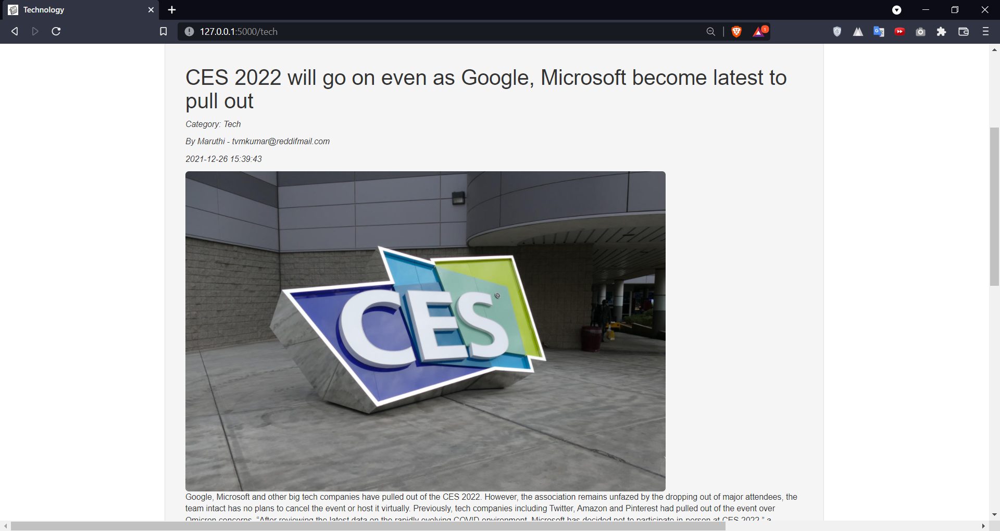 Technology
127.0.0.1:5000/tech
1
CES 2022 will go on even as Google, Microsoft become latest to
pull out
Category: Tech
By Maruthi - tvmkumar@reddifmail.com
2021-12-26 15:39:43
CES®
Google, Microsoft and other big tech companies have pulled out of the CES 2022. However, the association remains unfazed by the dropping out of major attendees, the
team intact has no plans to cancel the event or host it virtually. Previously, tech companies including Twitter, Amazon and Pinterest had pulled out of the event over
Omicron concerns. “After reviewing the latest data on the rapidly evolving COVID environment, Microsoft has decided not to participate in-person at CES 2022,” a